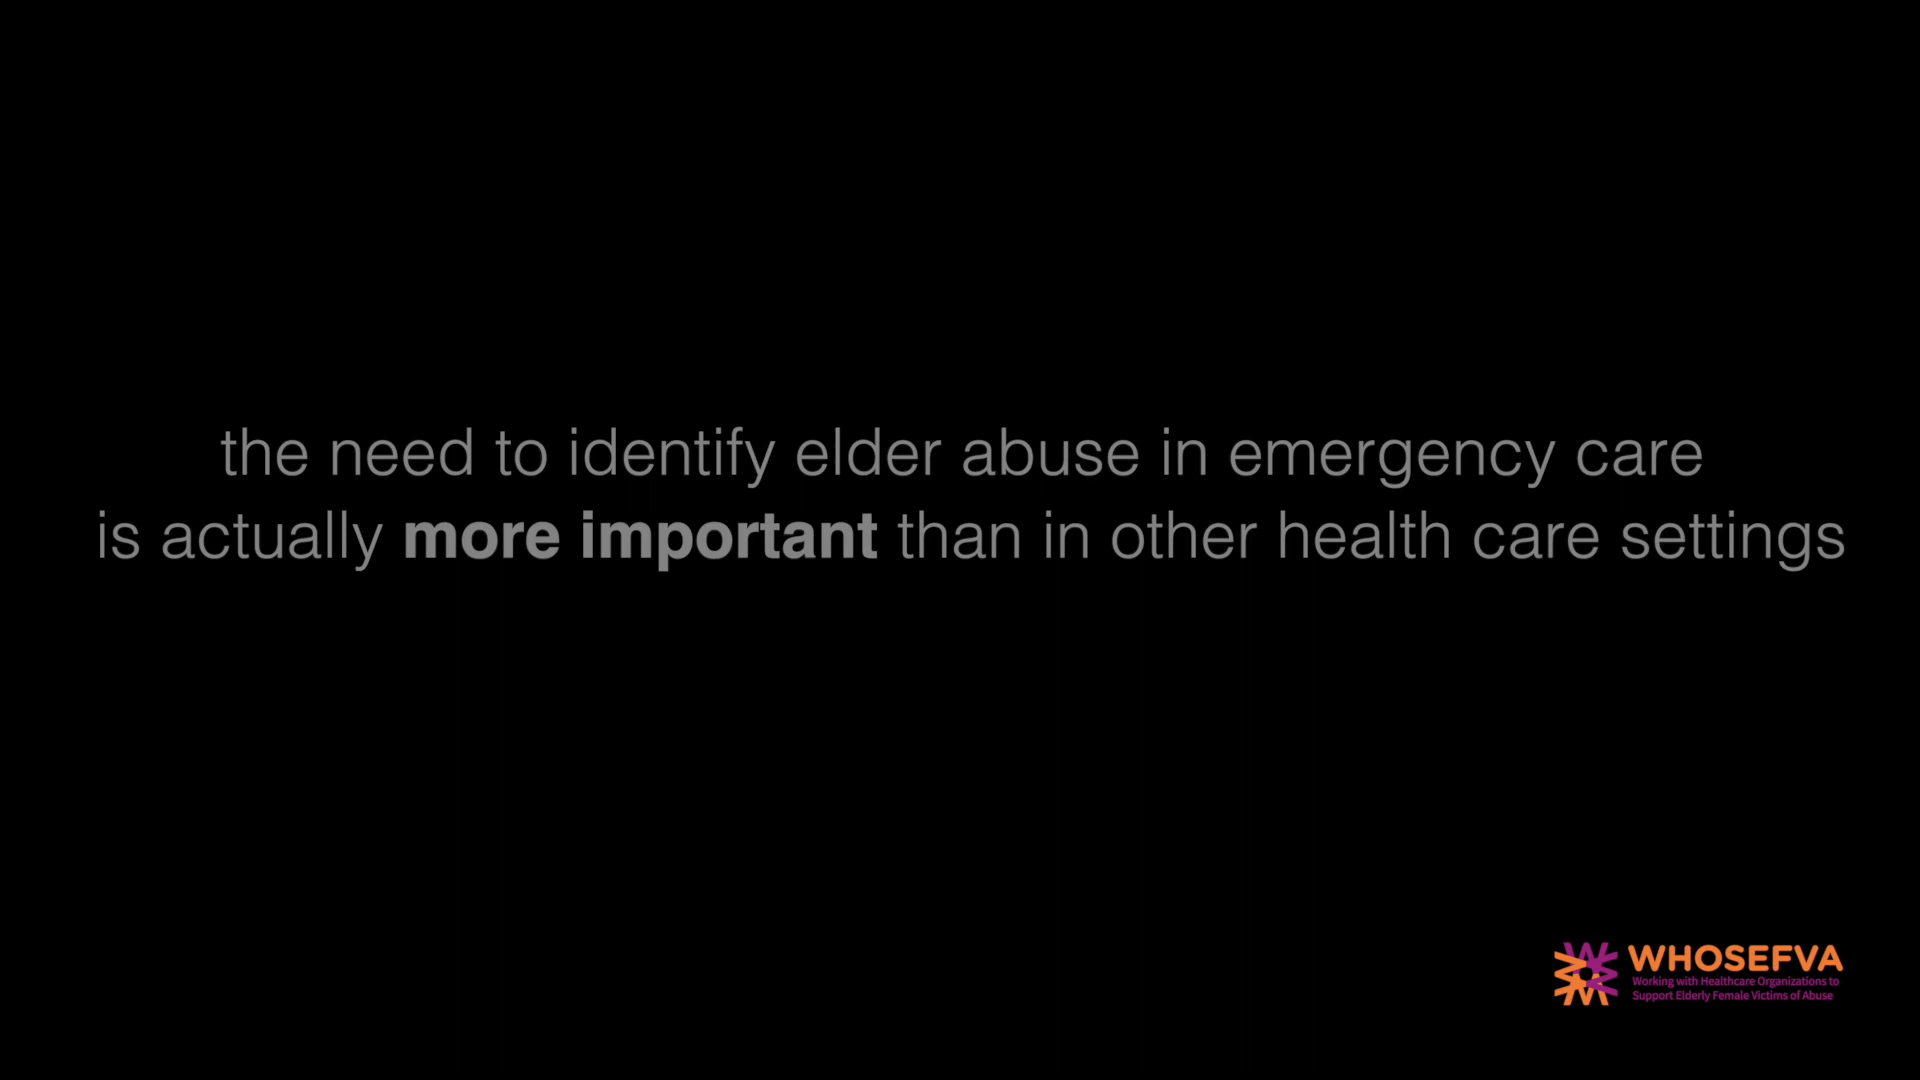 the need to identify elder abuse in emergency care
is actually more important than in other health care settings
WHOSEFVA
Working with Healthcare Organizations to
Support Elderly Female Victims of Abuse